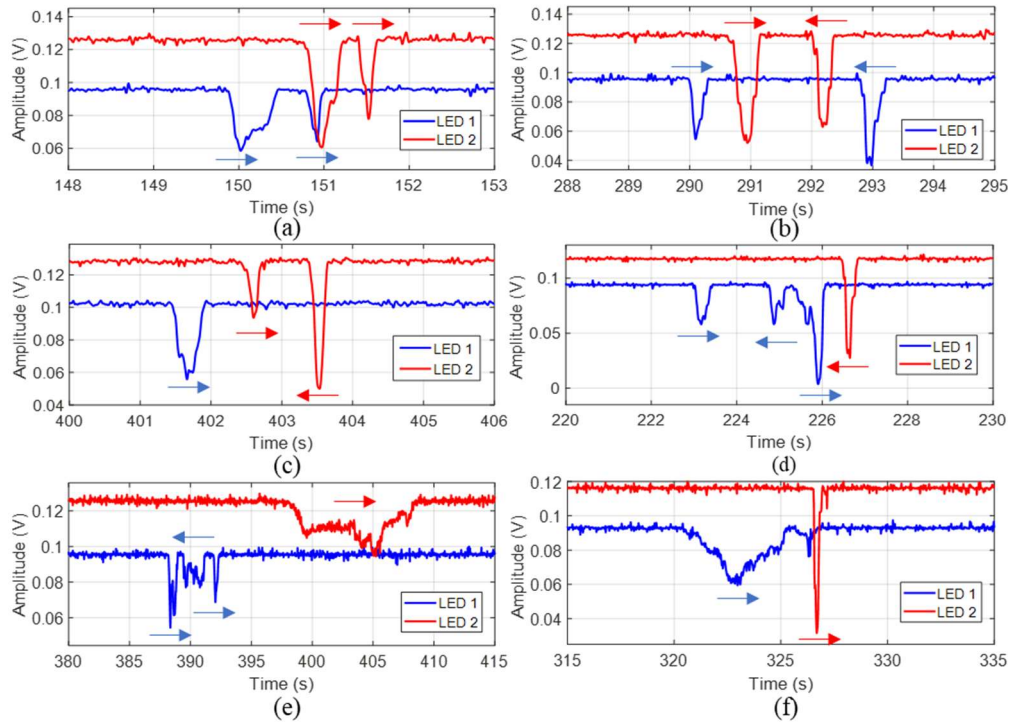 Amplitude (V)
0.14
0.12
0.1
0.08
0.06
LED 1
LED 2
148 149 150 151 152 153
Time (s)
(a)
Amplitude (V)
0.14
0.12
0.1
0.08
0.06
0.04
LED 1
LED 2
288 289 290 291 292 293 294 295
Time (s)
(b)
Amplitude (V)
0.12
0.1
0.08
0.06
0.04
LED 1
LED 2
400 401 402 403 404 405 406
Time (s)
(c)
Amplitude (V)
0.1
0.05
0
LED 1
LED 2
220 222 224 226 228 230
Time (s)
(d)
Amplitude (V)
0.12
0.1
0.08
0.06
0.04
LED 1
LED 2
380 385 390 395 400 405 410 415
Time (s)
(e)
Amplitude (V)
0.12
0.1
0.08
0.06
0.04
LED 1
LED 2
315 320 325 330 335
Time (s)
(f)